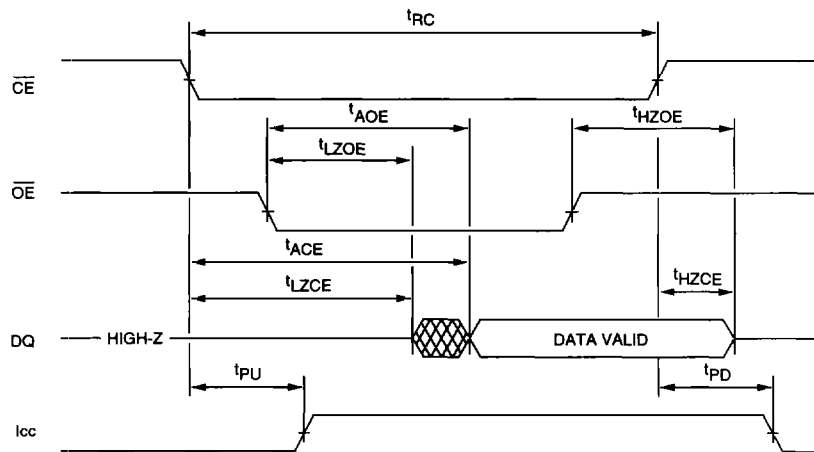 tRC
CE
tAOE
tHZOE
tLZOE
OE
tACE
tLZCE
tHZCE
DQ HIGH-Z DATA VALID
tPU tPD
Icc